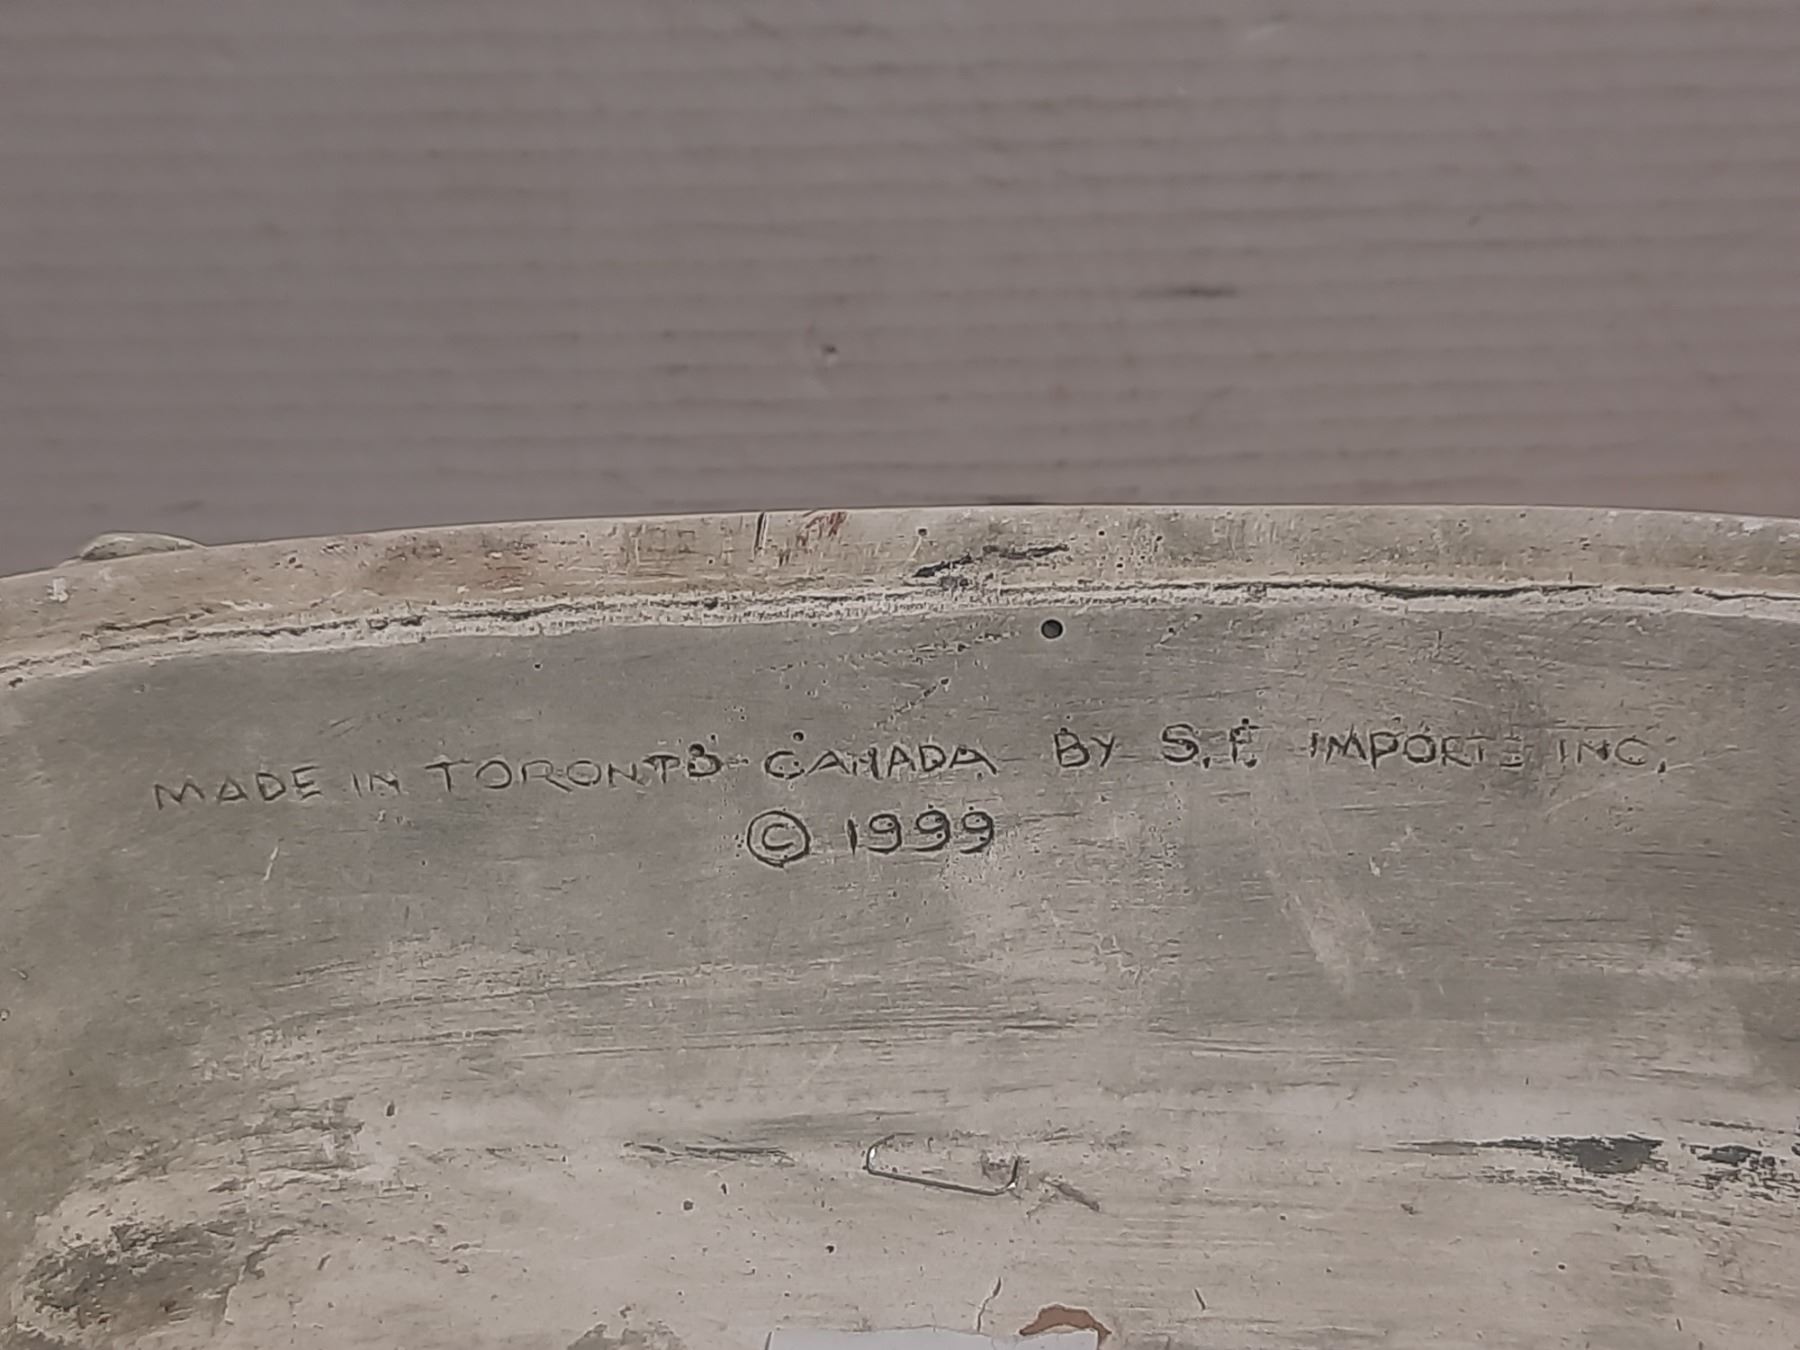 MADE IN TORONTO CANADA BY S.F. IMPORTS INC.
© 1999